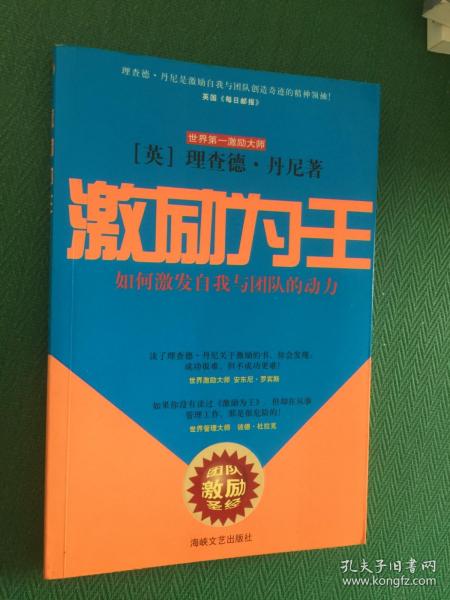 理查德·丹尼是激励自我与团队创造奇迹的精神领袖！
英国《每日邮报》
世界第一激励大师
［英］理查德·丹尼著
激励为王
如何激发自我与团队的动力
读了理查德·丹尼关于激励的书，你会发现：
成功很难，但不成功更难！
世界激励大师 安东尼·罗宾斯
如果你没有读过《激励为王》，但却在从事
管理工作，那是很危险的！
世界管理大师 彼德·杜拉克
团队
激励
圣经
海峡文艺出版社
孔夫子旧书网
www.kongfz.com